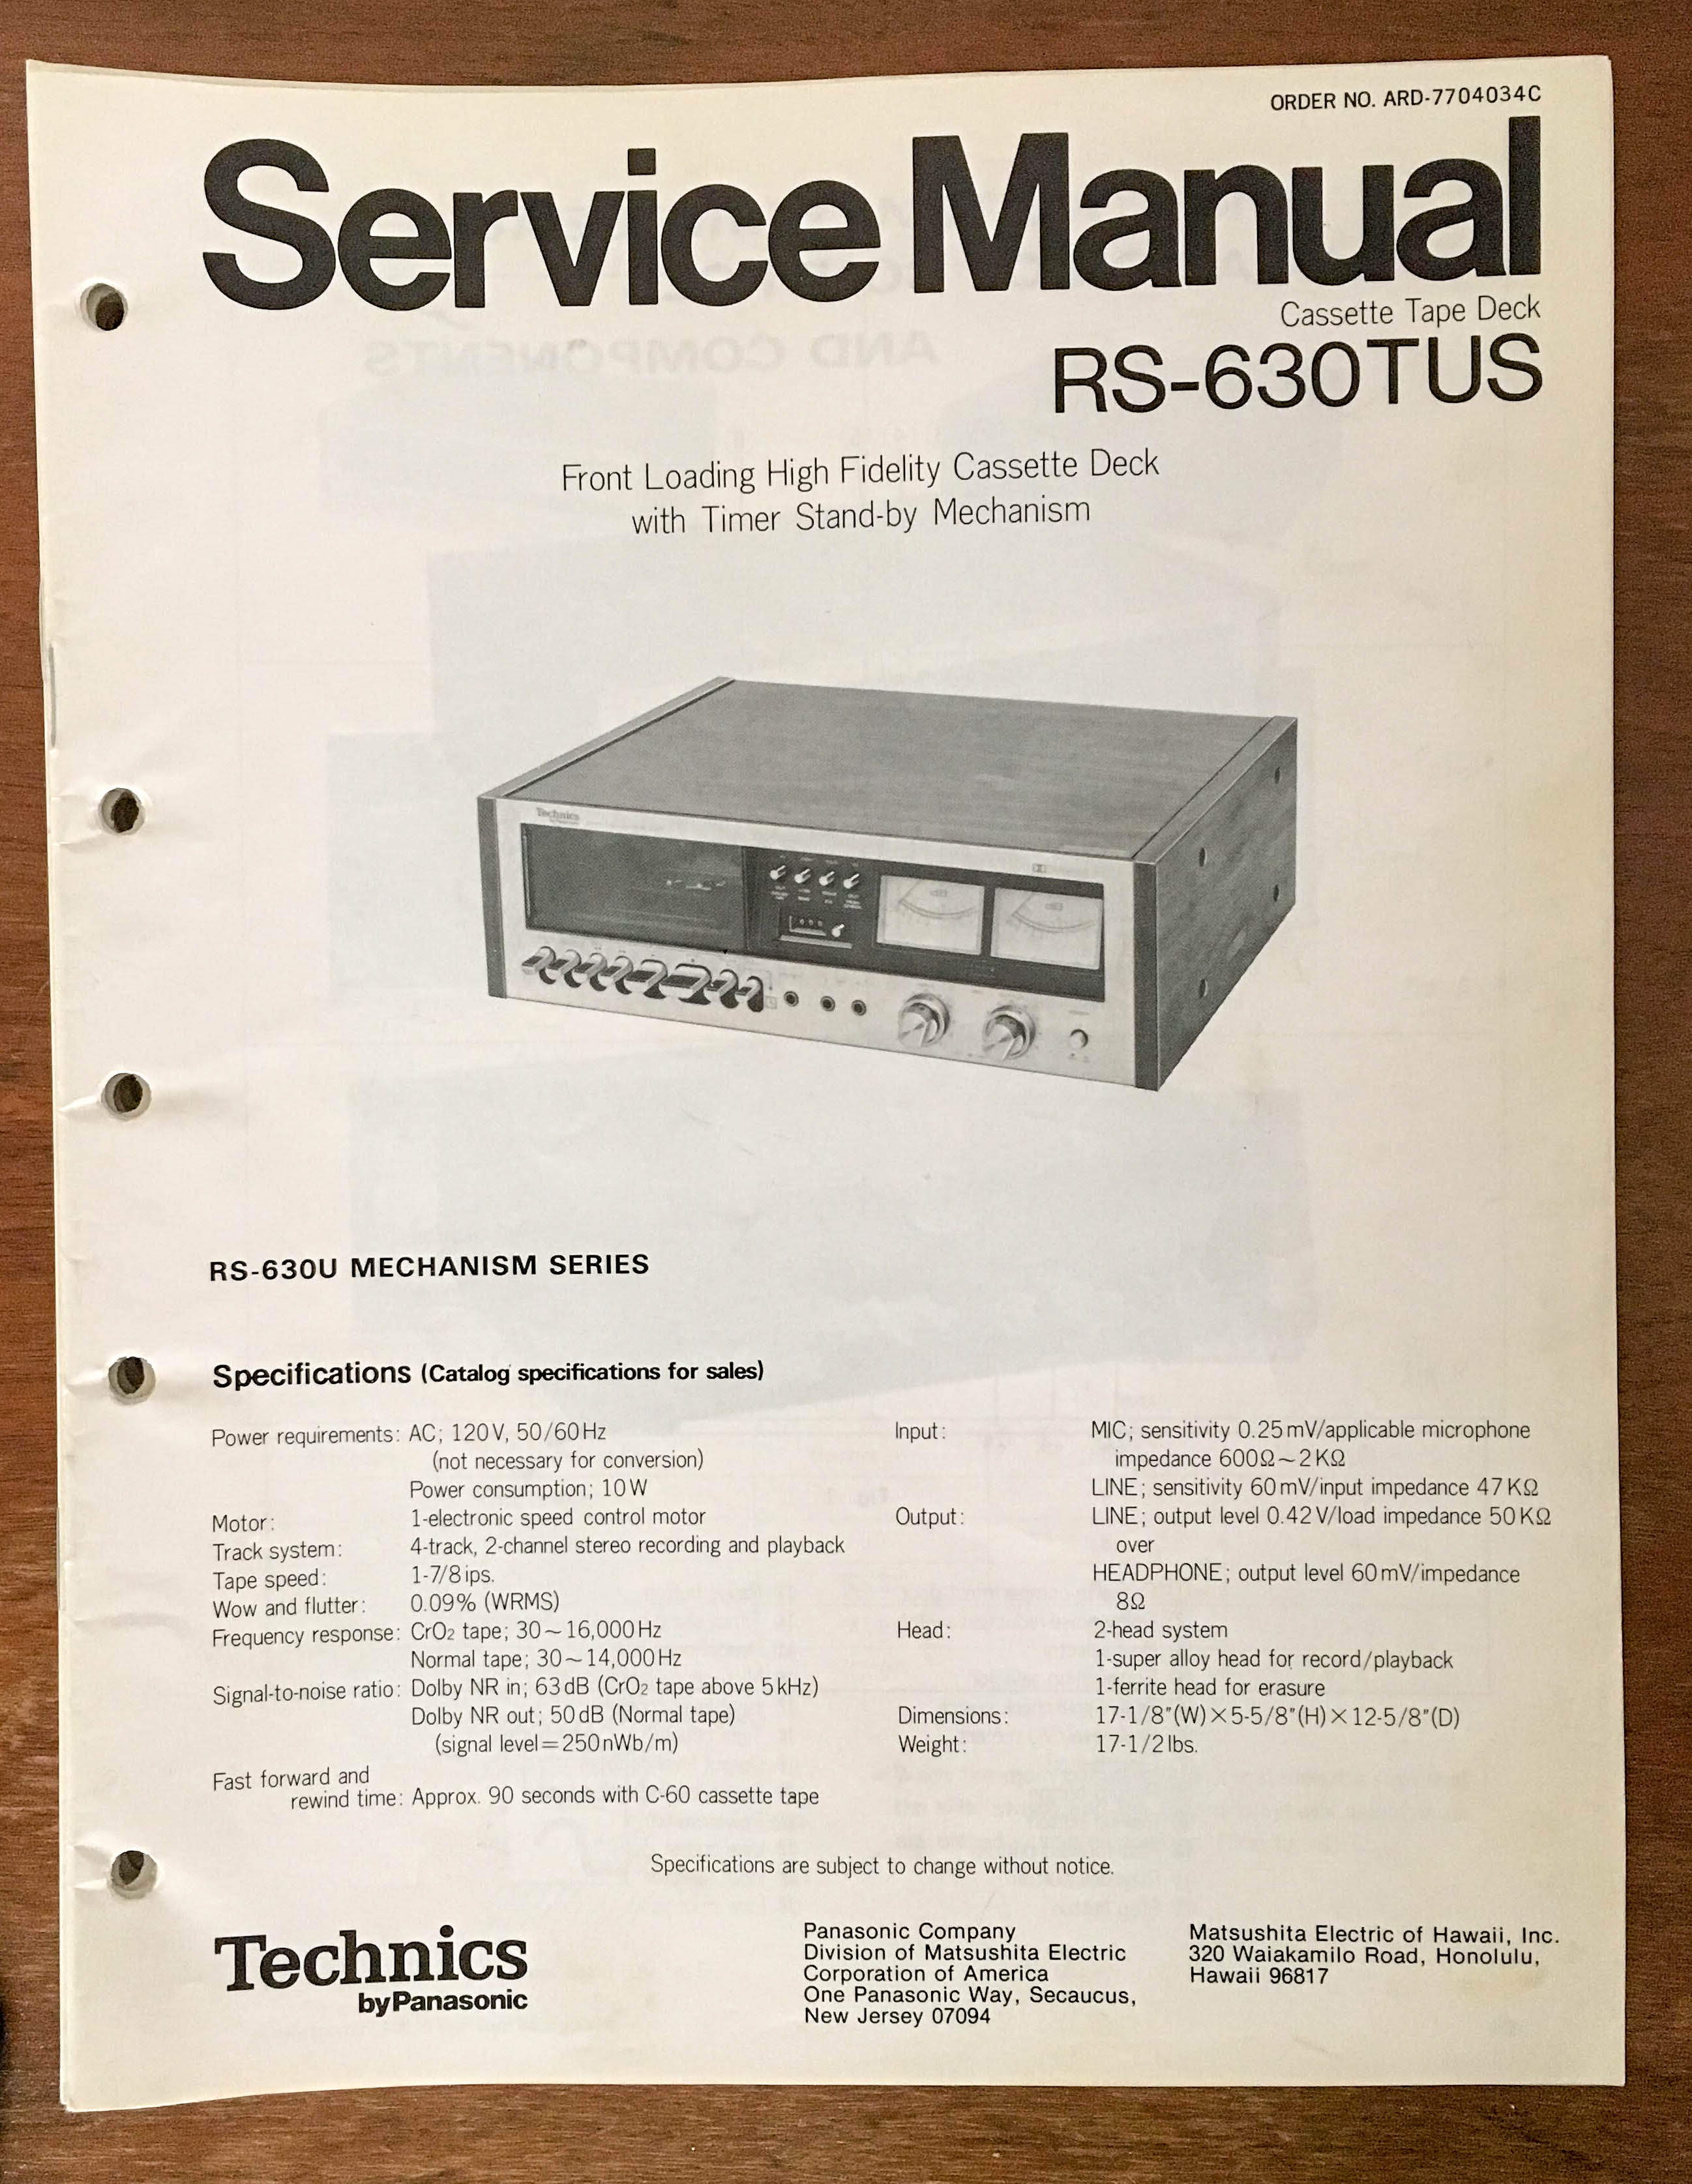 ORDER NO. ARD-7704034C
Service Manual
Cassette Tape Deck
RS-630TUS
Front Loading High Fidelity Cassette Deck
with Timer Stand-by Mechanism
Technics
RS-630U MECHANISM SERIES
Specifications (Catalog specifications for sales)
Power requirements: AC; 120V, 50/60Hz
(not necessary for conversion)
Power consumption; 10W
Motor: 1-electronic speed control motor
Track system: 4-track, 2-channel stereo recording and playback
Tape speed: 1-7/8ips.
Wow and flutter: 0.09% (WRMS)
Frequency response: CrO₂ tape; 30~16,000Hz
Normal tape; 30~14,000Hz
Signal-to-noise ratio: Dolby NR in; 63dB (CrO₂ tape above 5kHz)
Dolby NR out; 50dB (Normal tape)
(signal level=250nWb/m)
Fast forward and
rewind time: Approx. 90 seconds with C-60 cassette tape
Input: MIC; sensitivity 0.25mV/applicable microphone
impedance 600Ω~2KΩ
LINE; sensitivity 60mV/input impedance 47KΩ
Output: LINE; output level 0.42V/load impedance 50KΩ
over
HEADPHONE; output level 60mV/impedance
8Ω
Head: 2-head system
1-super alloy head for record/playback
1-ferrite head for erasure
Dimensions: 17-1/8"(W)×5-5/8"(H)×12-5/8"(D)
Weight: 17-1/2lbs.
Specifications are subject to change without notice.
Technics
by Panasonic
Panasonic Company
Division of Matsushita Electric
Corporation of America
One Panasonic Way, Secaucus,
New Jersey 07094
Matsushita Electric of Hawaii, Inc.
320 Waiakamilo Road, Honolulu,
Hawaii 96817